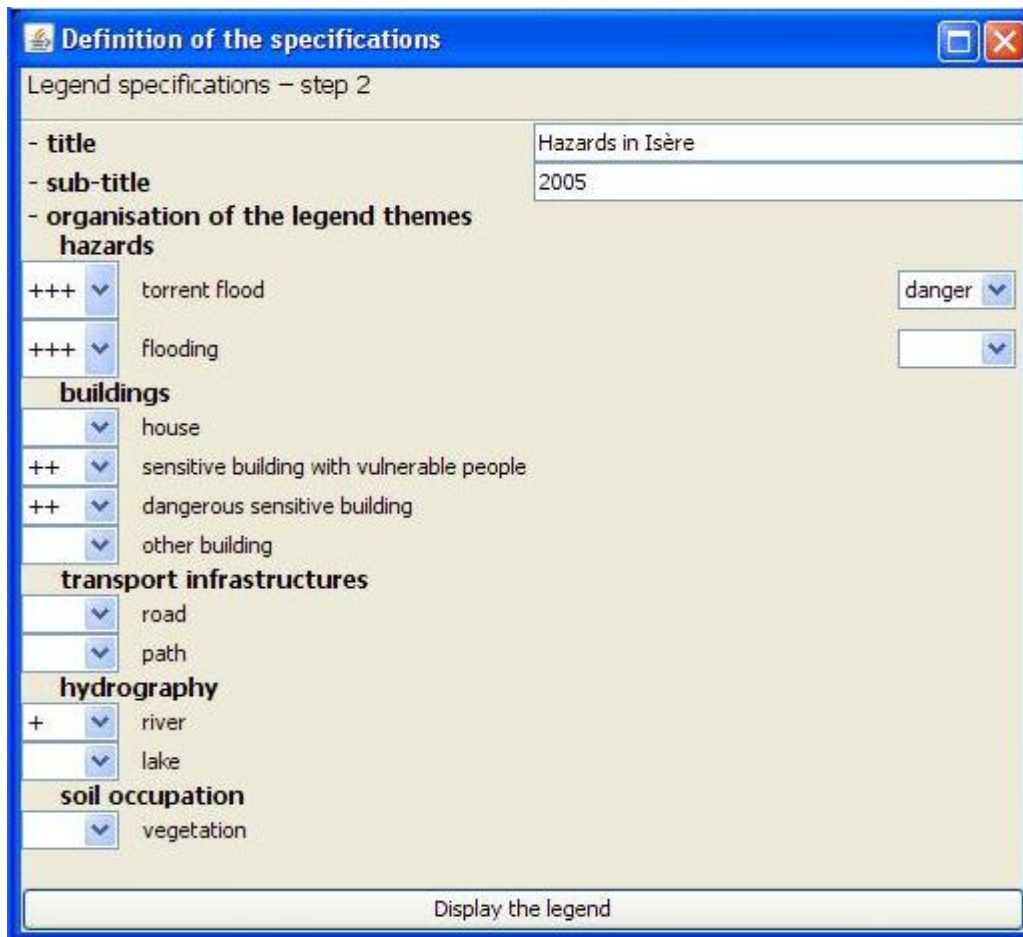 Definition of the specifications
Legend specifications – step 2
- title Hazards in Isère
- sub-title 2005
- organisation of the legend themes
hazards
+++ torrent flood danger
+++ flooding
buildings
house
++ sensitive building with vulnerable people
++ dangerous sensitive building
other building
transport infrastructures
road
path
hydrography
+ river
lake
soil occupation
vegetation
Display the legend